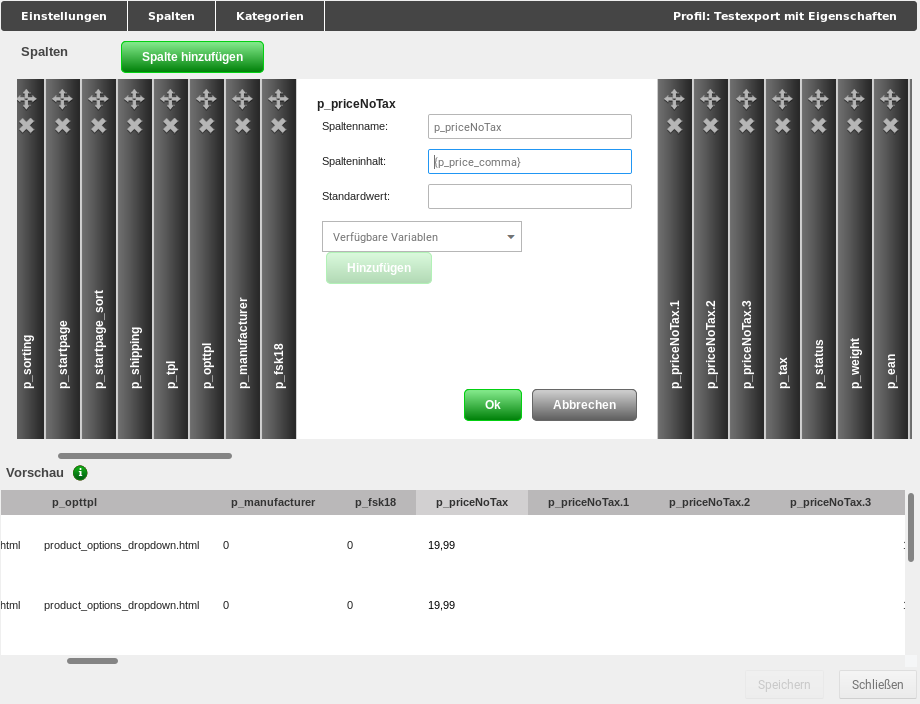 Einstellungen Spalten Kategorien Profil: Testexport mit Eigenschaften
Spalten Spalte hinzufügen
p_sorting
p_startpage
p_startpage_sort
p_shipping
p_tpl
p_opttpl
p_manufacturer
p_fsk18
p_priceNoTax
Spaltenname: p_priceNoTax
Spalteninhalt: {p_price_comma}
Standardwert:
Verfügbare Variablen
Hinzufügen
Ok Abbrechen
p_priceNoTax.1
p_priceNoTax.2
p_priceNoTax.3
p_tax
p_status
p_weight
p_ean
Vorschau i
p_opttpl p_manufacturer p_fsk18 p_priceNoTax p_priceNoTax.1 p_priceNoTax.2 p_priceNoTax.3
html product_options_dropdown.html 0 0 19,99
html product_options_dropdown.html 0 0 19,99
Speichern Schließen